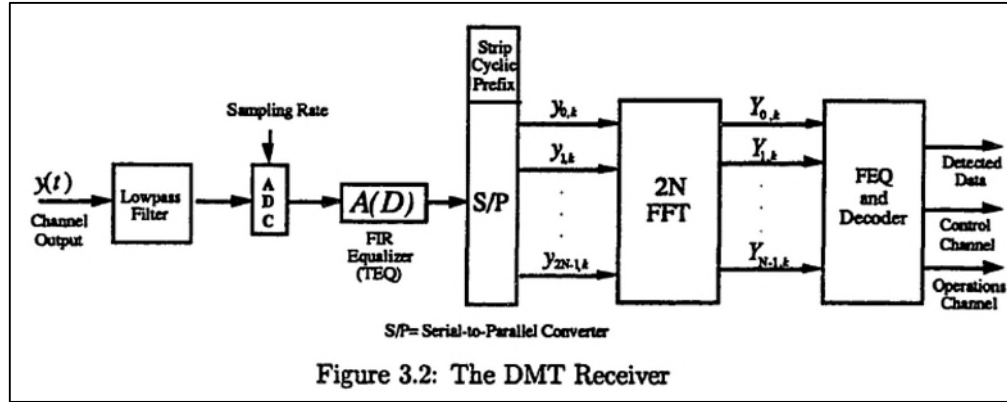 Strip
Cyclic
Prefix
Sampling Rate
y(t)
Channel
Output
Lowpass
Filter
A
D
C
A(D)
FIR
Equalizer
(TEQ)
S/P
y0,k
y1,k
y2N-1,k
2N
FFT
Y0,k
Y1,k
YN-1,k
FEQ
and
Decoder
Detected
Data
Control
Channel
Operations
Channel
S/P= Serial-to-Parallel Converter
Figure 3.2: The DMT Receiver